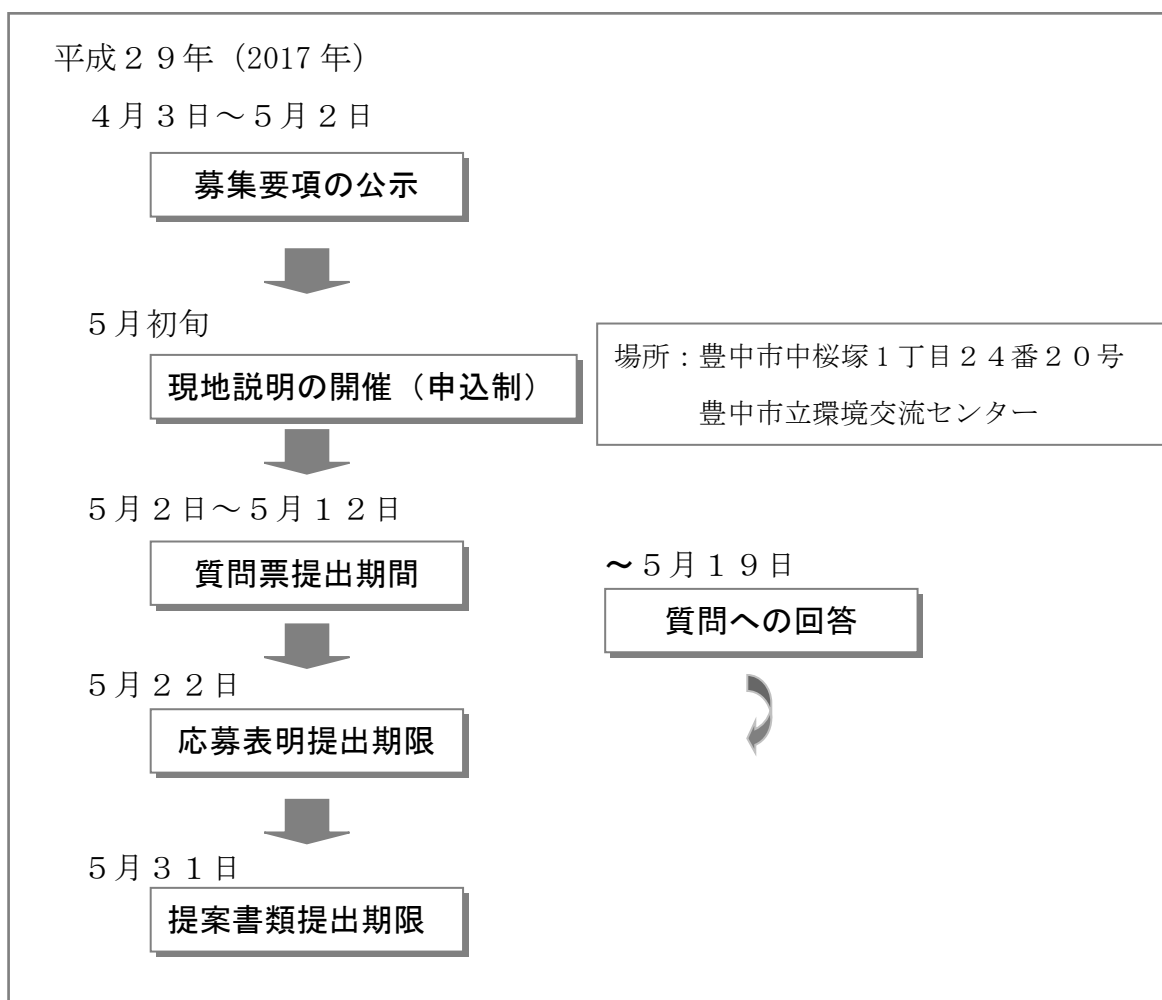 平成２９年（2017 年）
４月３日～５月２日
募集要項の公示
５月初旬
現地説明の開催（申込制）
場所：豊中市中桜塚１丁目２４番２０号
豊中市立環境交流センター
５月２日～５月１２日
質問票提出期間
～５月１９日
質問への回答
５月２２日
応募表明提出期限
５月３１日
提案書類提出期限